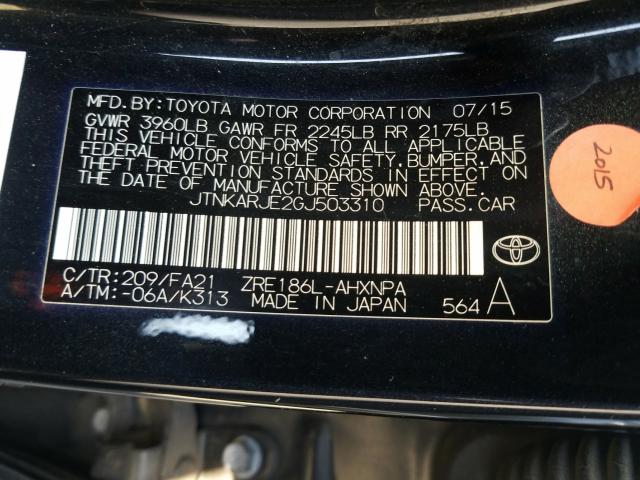 MFD. BY: TOYOTA MOTOR CORPORATION 07/15
GVWR 3960LB GAWR FR 2245LB RR 2175LB
THIS VEHICLE CONFORMS TO ALL APPLICABLE
FEDERAL MOTOR VEHICLE SAFETY, BUMPER, AND
THEFT PREVENTION STANDARDS IN EFFECT ON
THE DATE OF MANUFACTURE SHOWN ABOVE.
JTNKARJE2GJ503310 PASS. CAR
C/TR: 209/FA21 ZRE186L-AHXNPA
A/TM: -06A/K313 MADE IN JAPAN 564 A
2015